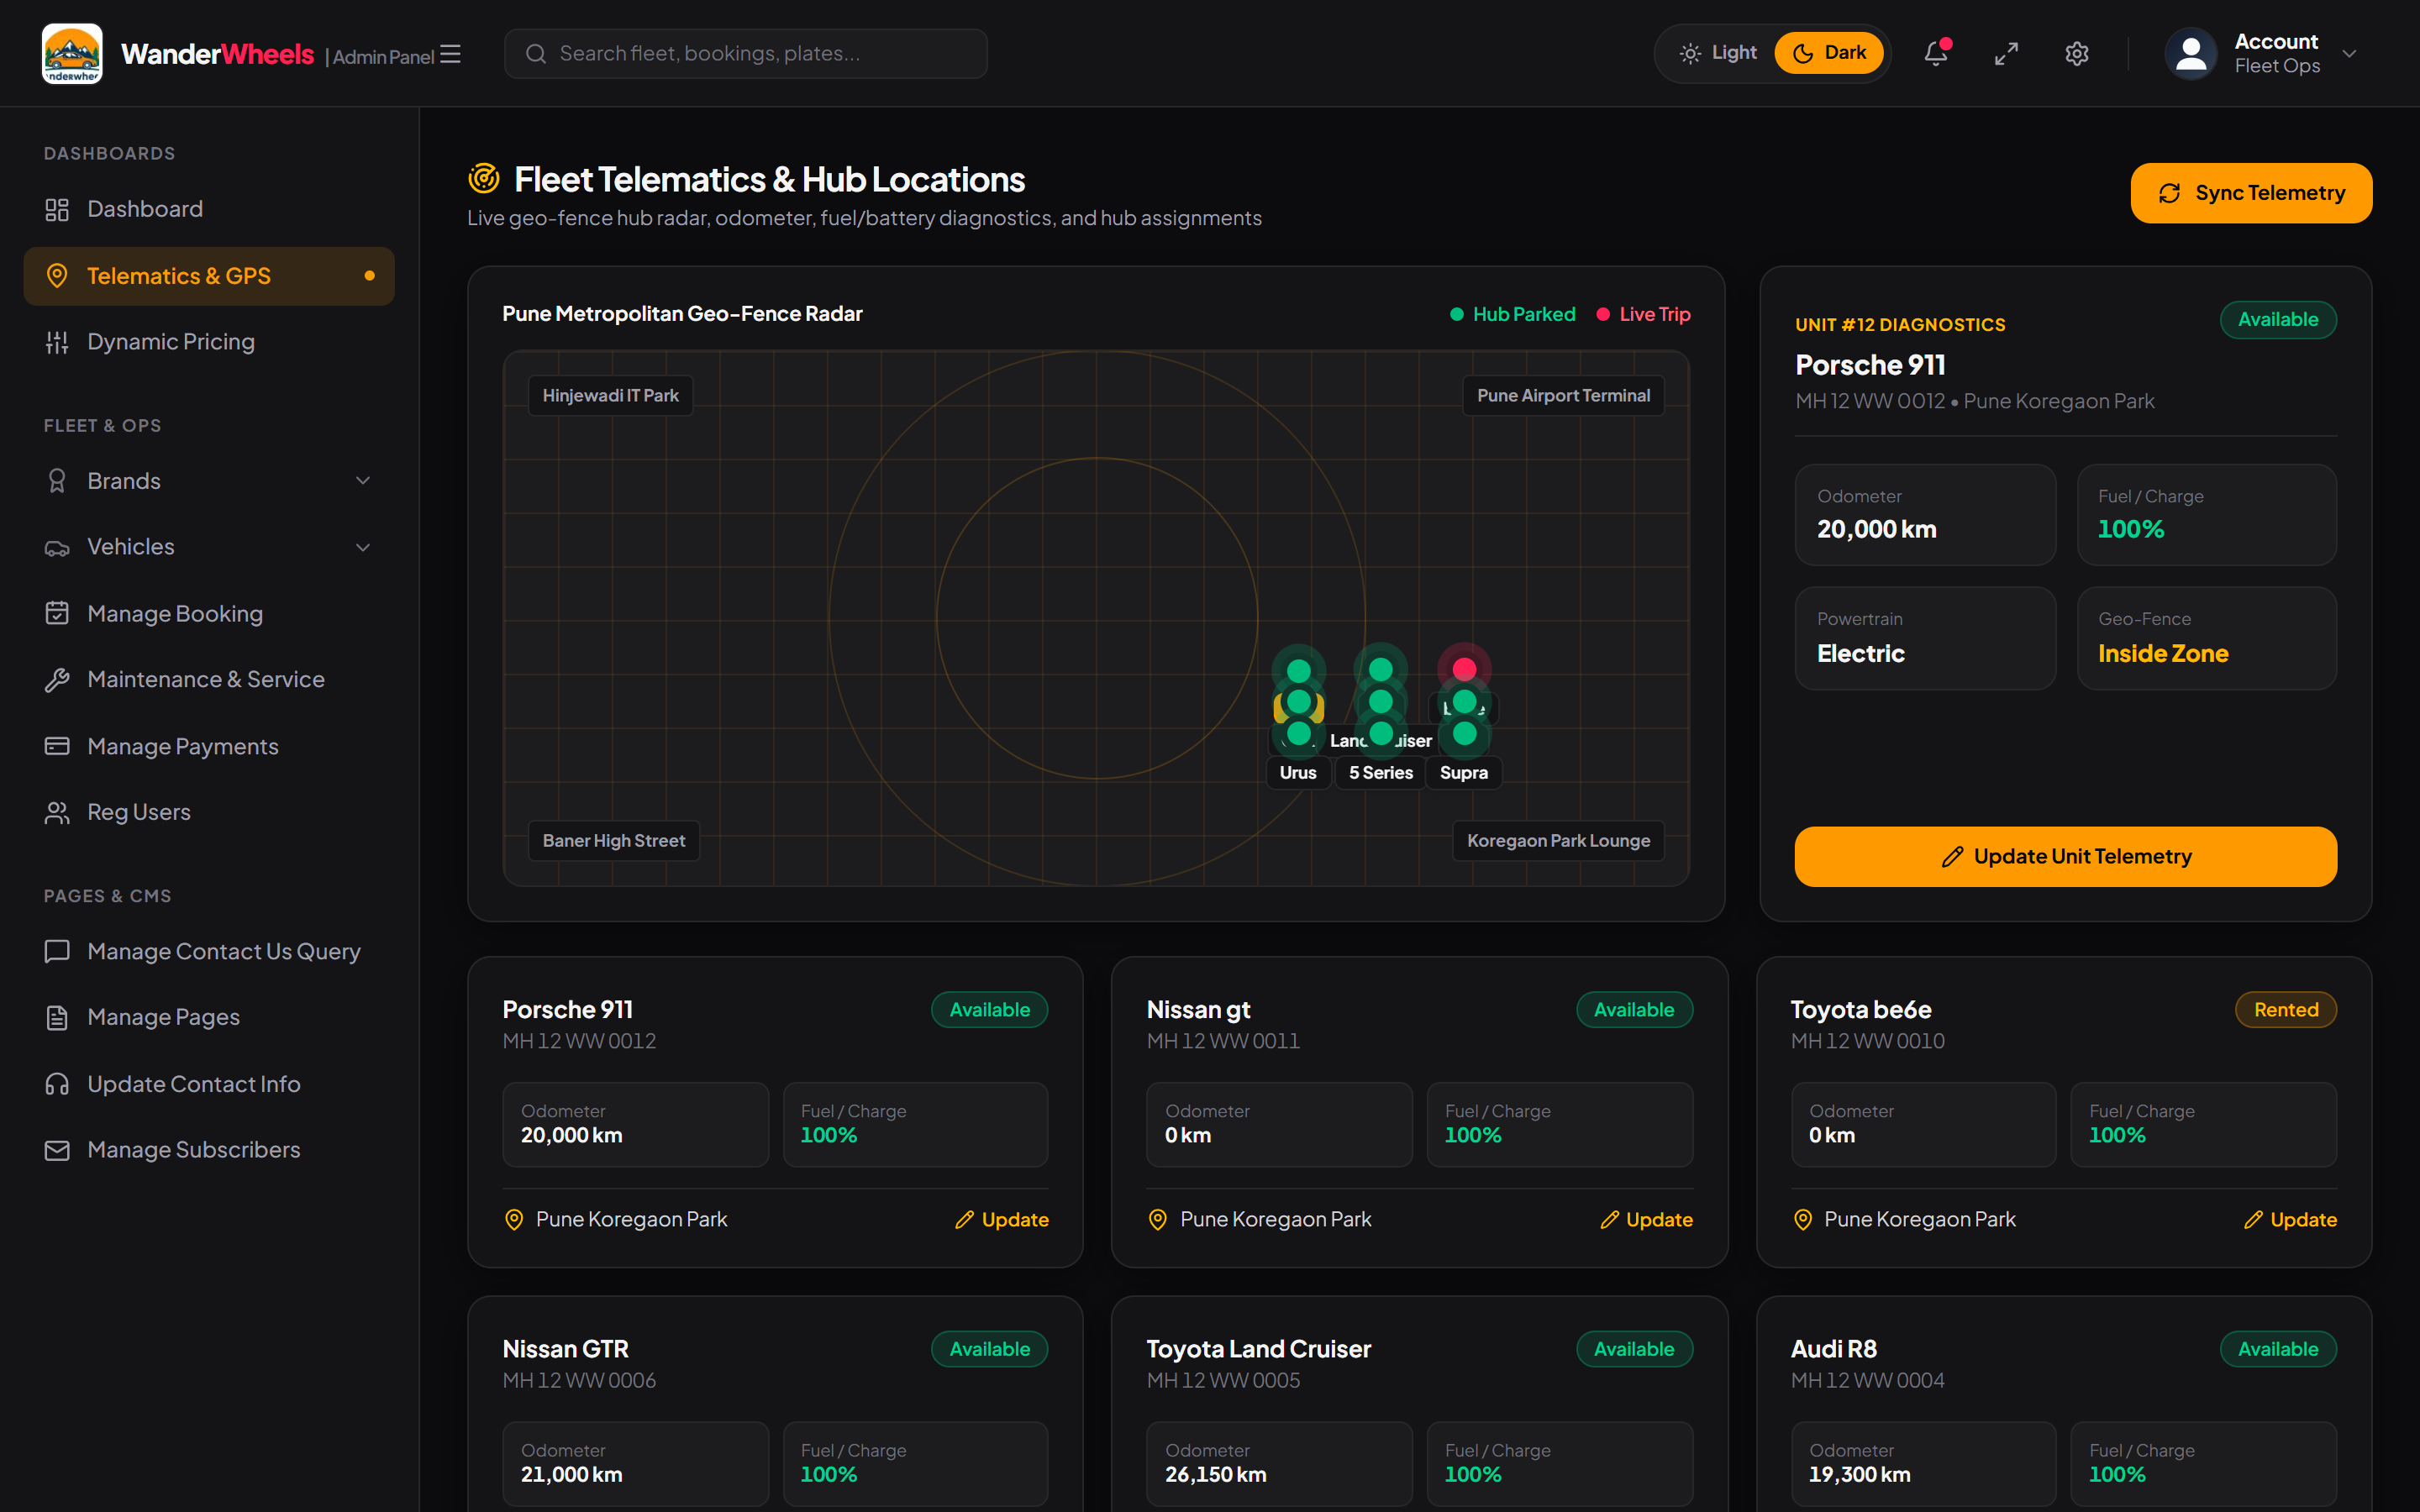 WanderWheels | Admin Panel
Search fleet, bookings, plates...
Light
Dark
Account
Fleet Ops
DASHBOARDS
Dashboard
Telematics & GPS
Dynamic Pricing
FLEET & OPS
Brands
Vehicles
Manage Booking
Maintenance & Service
Manage Payments
Reg Users
PAGES & CMS
Manage Contact Us Query
Manage Pages
Update Contact Info
Manage Subscribers
Fleet Telematics & Hub Locations
Live geo-fence hub radar, odometer, fuel/battery diagnostics, and hub assignments
Sync Telemetry
Pune Metropolitan Geo-Fence Radar
Hub Parked
Live Trip
Hinjewadi IT Park
Pune Airport Terminal
Urus
5 Series
Supra
Baner High Street
Koregaon Park Lounge
UNIT #12 DIAGNOSTICS
Available
Porsche 911
MH 12 WW 0012 • Pune Koregaon Park
Odometer
20,000 km
Fuel / Charge
100%
Powertrain
Electric
Geo-Fence
Inside Zone
Update Unit Telemetry
Porsche 911
Available
MH 12 WW 0012
Odometer
20,000 km
Fuel / Charge
100%
Pune Koregaon Park
Update
Nissan gt
Available
MH 12 WW 0011
Odometer
0 km
Fuel / Charge
100%
Pune Koregaon Park
Update
Toyota be6e
Rented
MH 12 WW 0010
Odometer
0 km
Fuel / Charge
100%
Pune Koregaon Park
Update
Nissan GTR
Available
MH 12 WW 0006
Odometer
21,000 km
Fuel / Charge
100%
Toyota Land Cruiser
Available
MH 12 WW 0005
Odometer
26,150 km
Fuel / Charge
100%
Audi R8
Available
MH 12 WW 0004
Odometer
19,300 km
Fuel / Charge
100%